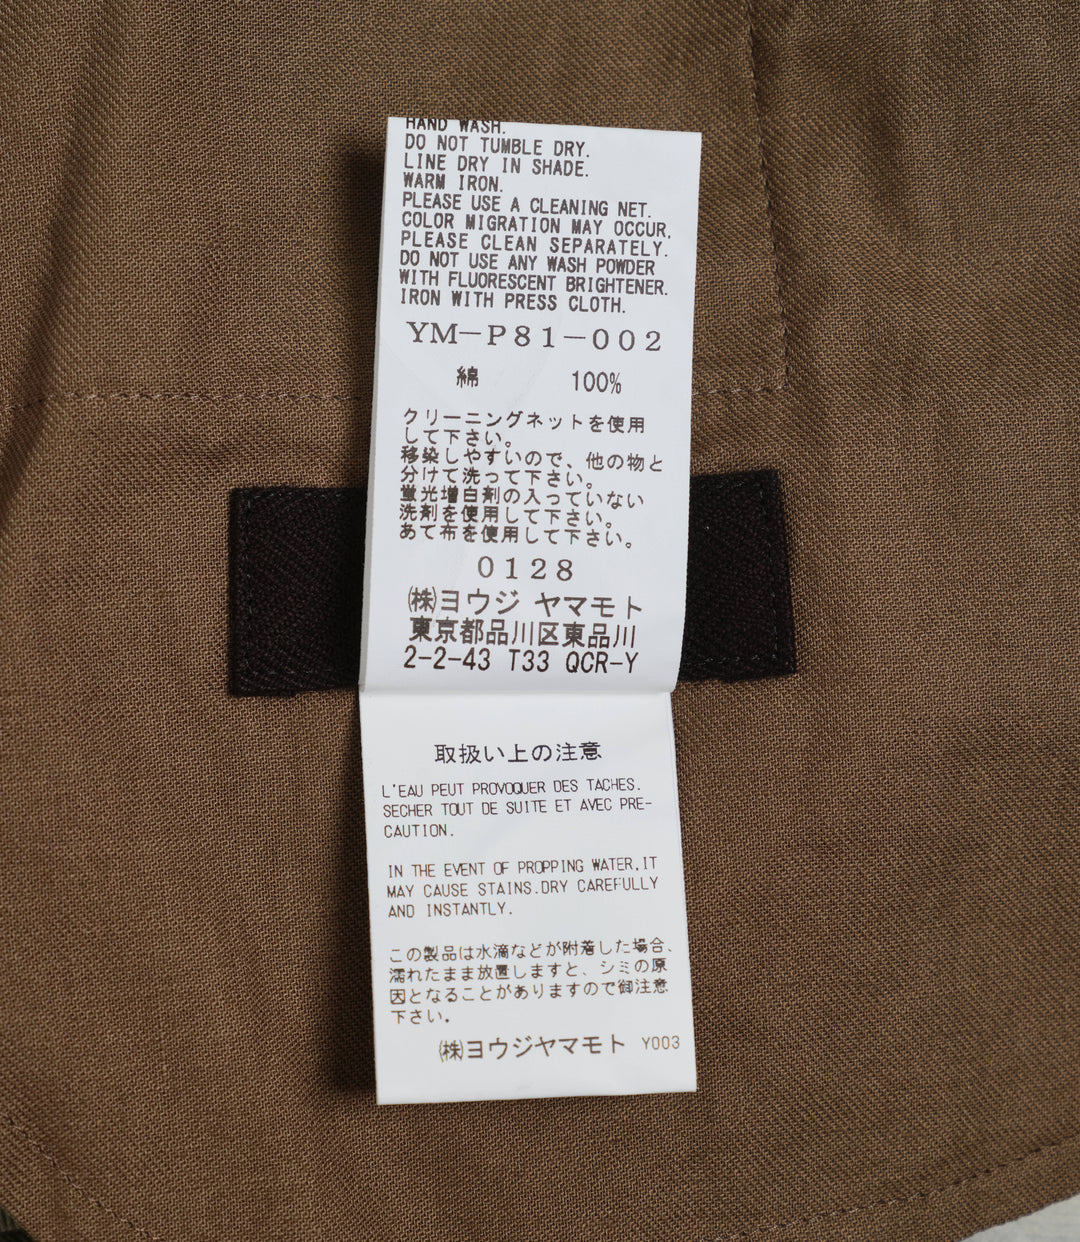 HAND WASH.
DO NOT TUMBLE DRY.
LINE DRY IN SHADE.
WARM IRON.
PLEASE USE A CLEANING NET.
COLOR MIGRATION MAY OCCUR.
PLEASE CLEAN SEPARATELY.
DO NOT USE ANY WASH POWDER
WITH FLUORESCENT BRIGHTENER.
IRON WITH PRESS CLOTH.
YM-P81-002
綿 100%
クリーニングネットを使用
して下さい。
移染しやすいので、他の物と
分けて洗って下さい。
蛍光増白剤の入っていない
洗剤を使用して下さい。
あて布を使用して下さい。
0128
㈱ヨウジ ヤマモト
東京都品川区東品川
2-2-43 T33 QCR-Y
取扱い上の注意
L'EAU PEUT PROVOQUER DES TACHES.
SECHER TOUT DE SUITE ET AVEC PRE-
CAUTION.
IN THE EVENT OF PROPPING WATER,IT
MAY CAUSE STAINS.DRY CAREFULLY
AND INSTANTLY.
この製品は水滴などが附着した場合、
濡れたまま放置しますと、シミの原
因となることがありますので御注意
下さい。
㈱ヨウジヤマモト Y003